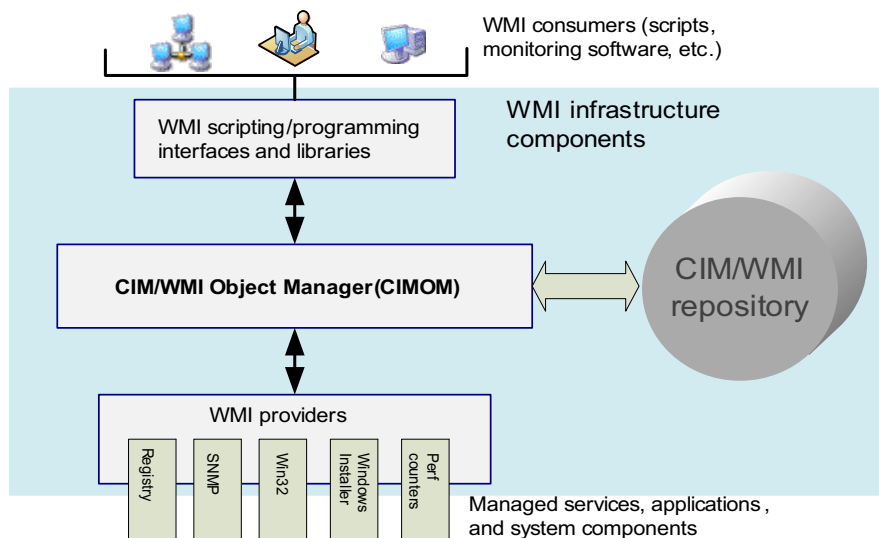 WMI consumers (scripts,
monitoring software, etc.)
WMI infrastructure
components
WMI scripting/programming
interfaces and libraries
CIM/WMI Object Manager(CIMOM)
CIM/WMI
repository
WMI providers
Registry
SNMP
Win32
Windows
Installer
Perf
counters
Managed services, applications,
and system components